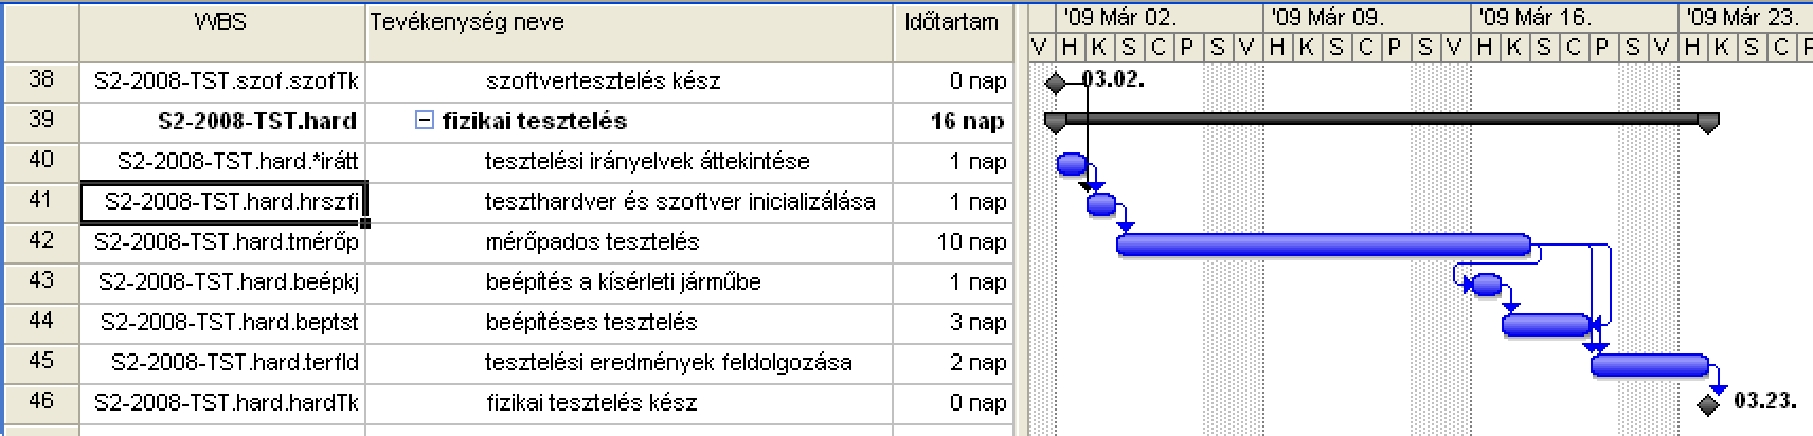 WBS Tevékenység neve Időtartam '09 Már 02. '09 Már 09. '09 Már 16. '09 Már 23.
V H K S C P S V H K S C P S V H K S C P S V H K S C P
38 S2-2008-TST.szof.szofTk szoftvertesztelés kész 0 nap 03.02.
39 S2-2008-TST.hard fizikai tesztelés 16 nap
40 S2-2008-TST.hard.*irátt tesztelési irányelvek áttekintése 1 nap
41 S2-2008-TST.hard.hrszfi teszthardver és szoftver inicializálása 1 nap
42 S2-2008-TST.hard.tmérőp mérőpados tesztelés 10 nap
43 S2-2008-TST.hard.beépkj beépítés a kísérleti járműbe 1 nap
44 S2-2008-TST.hard.beptst beépítéses tesztelés 3 nap
45 S2-2008-TST.hard.terfld tesztelési eredmények feldolgozása 2 nap
46 S2-2008-TST.hard.hardTk fizikai tesztelés kész 0 nap 03.23.